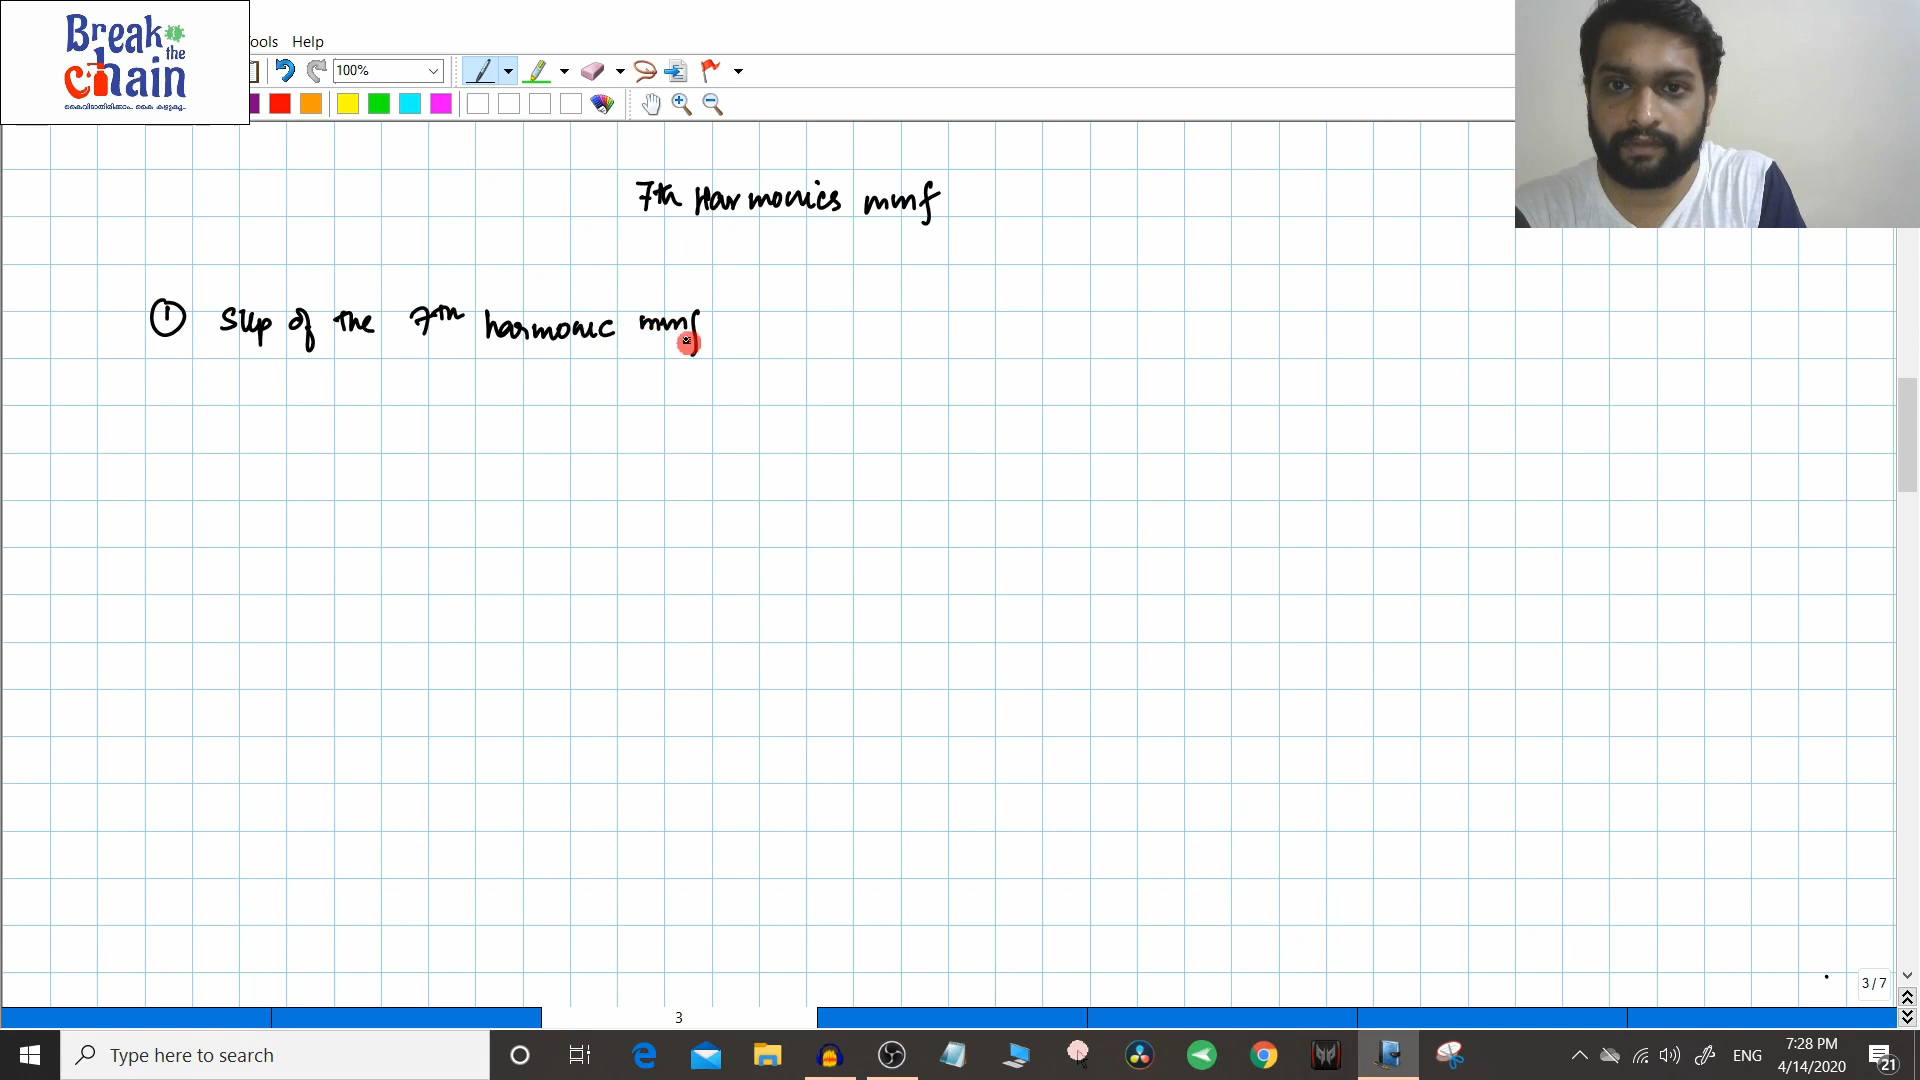 Break
the
chain
കൈവിടാതിരിക്കാം.. കൈ കഴുകൂ..
ools Help
100%
7th Harmonics mmf
① Slip of the 7th harmonic mmf
3 / 7
3
Type here to search
ENG
7:28 PM
4/14/2020
21